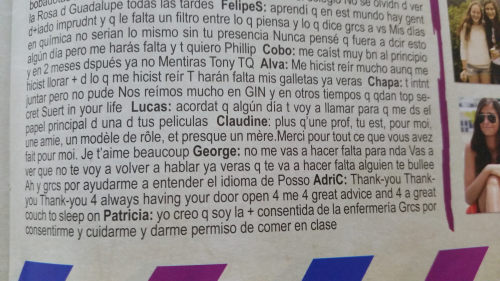 la Rosa d Guadalupe todas las tardes FelipeS: aprendi q en est mundo hay gent
d+iado imprudnt y q le falta un filtro entre lo q piensa y lo q dice grcs a vs Mis días
en química no serian lo mismo sin tu presencia Nunca pensé q fuera a dcir esto
algún día pero me harás falta y t quiero Phillip Cobo: me caist muy bn al principio
y en 2 meses dspués ya no Mentiras Tony TQ Alva: Me hicist reir mucho aunq me
hicist llorar + d lo q me hicist reir T harán falta mis galletas ya veras Chapa: t intnt
juntar pero no pude Nos reímos mucho en GIN y en otros tiempos q qdan top se-
cret Suert in your life Lucas: acordat q algún día t voy a llamar para q me ds el
papel principal d una d tus peliculas Claudine: plus q'une prof, tu est, pour moi,
une amie, un modèle de rôle, et presque un mère.Merci pour tout ce que vous avez
fait pour moi. Je t'aime beaucoup George: no me vas a hacer falta para nda Vas a
ver que no te voy a volver a hablar ya veras q te va a hacer falta alguien te bullee
Ah y grcs por ayudarme a entender el idioma de Posso AdriC: Thank-you Thank-
you Thank-you 4 always having your door open 4 me 4 great advice and 4 a great
couch to sleep on Patricia: yo creo q soy la + consentida de la enfermería Grcs por
consentirme y cuidarme y darme permiso de comer en clase